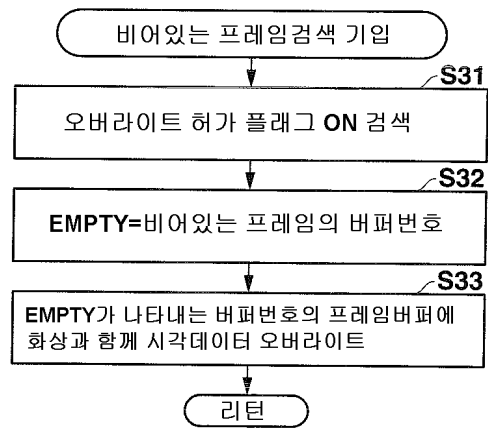 비어있는 프레임검색 기입
S31
오버라이트 허가 플래그 ON 검색
S32
EMPTY=비어있는 프레임의 버퍼번호
S33
EMPTY가 나타내는 버퍼번호의 프레임버퍼에
화상과 함께 시각데이터 오버라이트
리턴